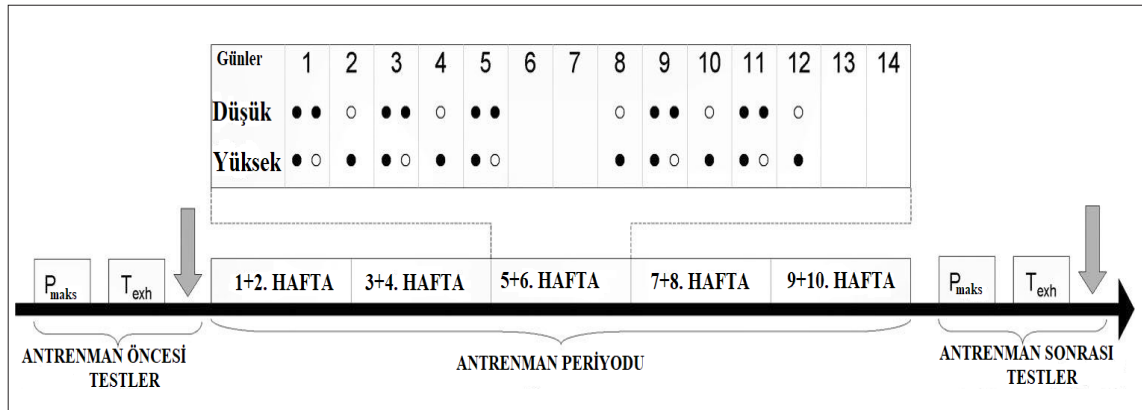 Günler 1 2 3 4 5 6 7 8 9 10 11 12 13 14
Düşük
Yüksek
Pmaks Texh 1+2. HAFTA 3+4. HAFTA 5+6. HAFTA 7+8. HAFTA 9+10. HAFTA Pmaks Texh
ANTRENMAN ÖNCESİ
TESTLER
ANTRENMAN PERİYODU
ANTRENMAN SONRASI
TESTLER